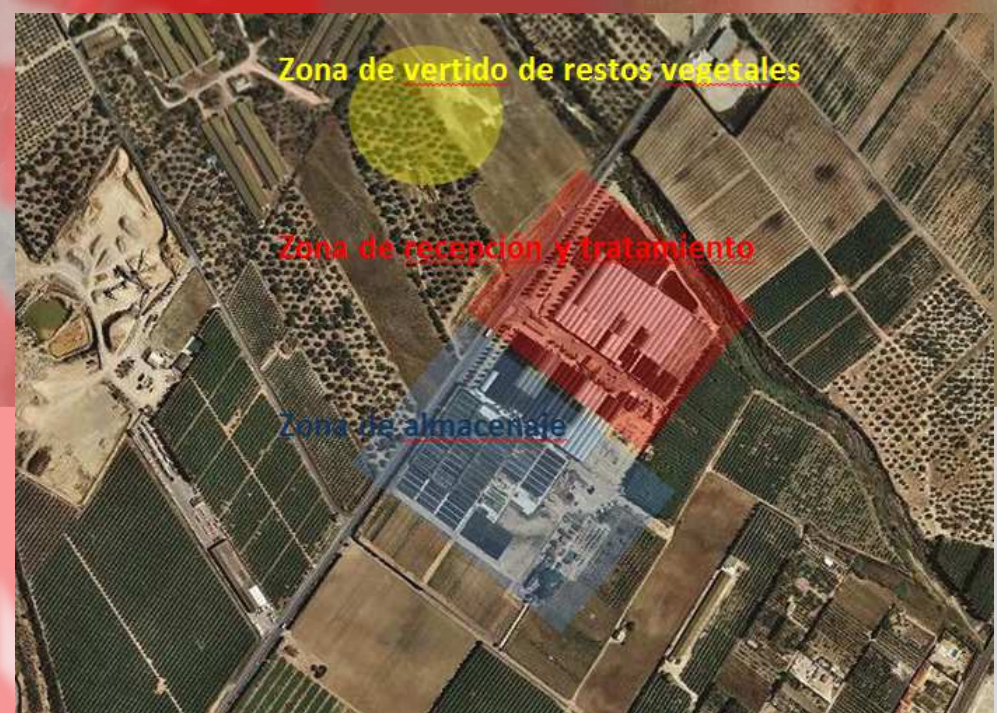 Zona de vertido de restos vegetales
Zona de recepción y tratamiento
Zona de almacenaje